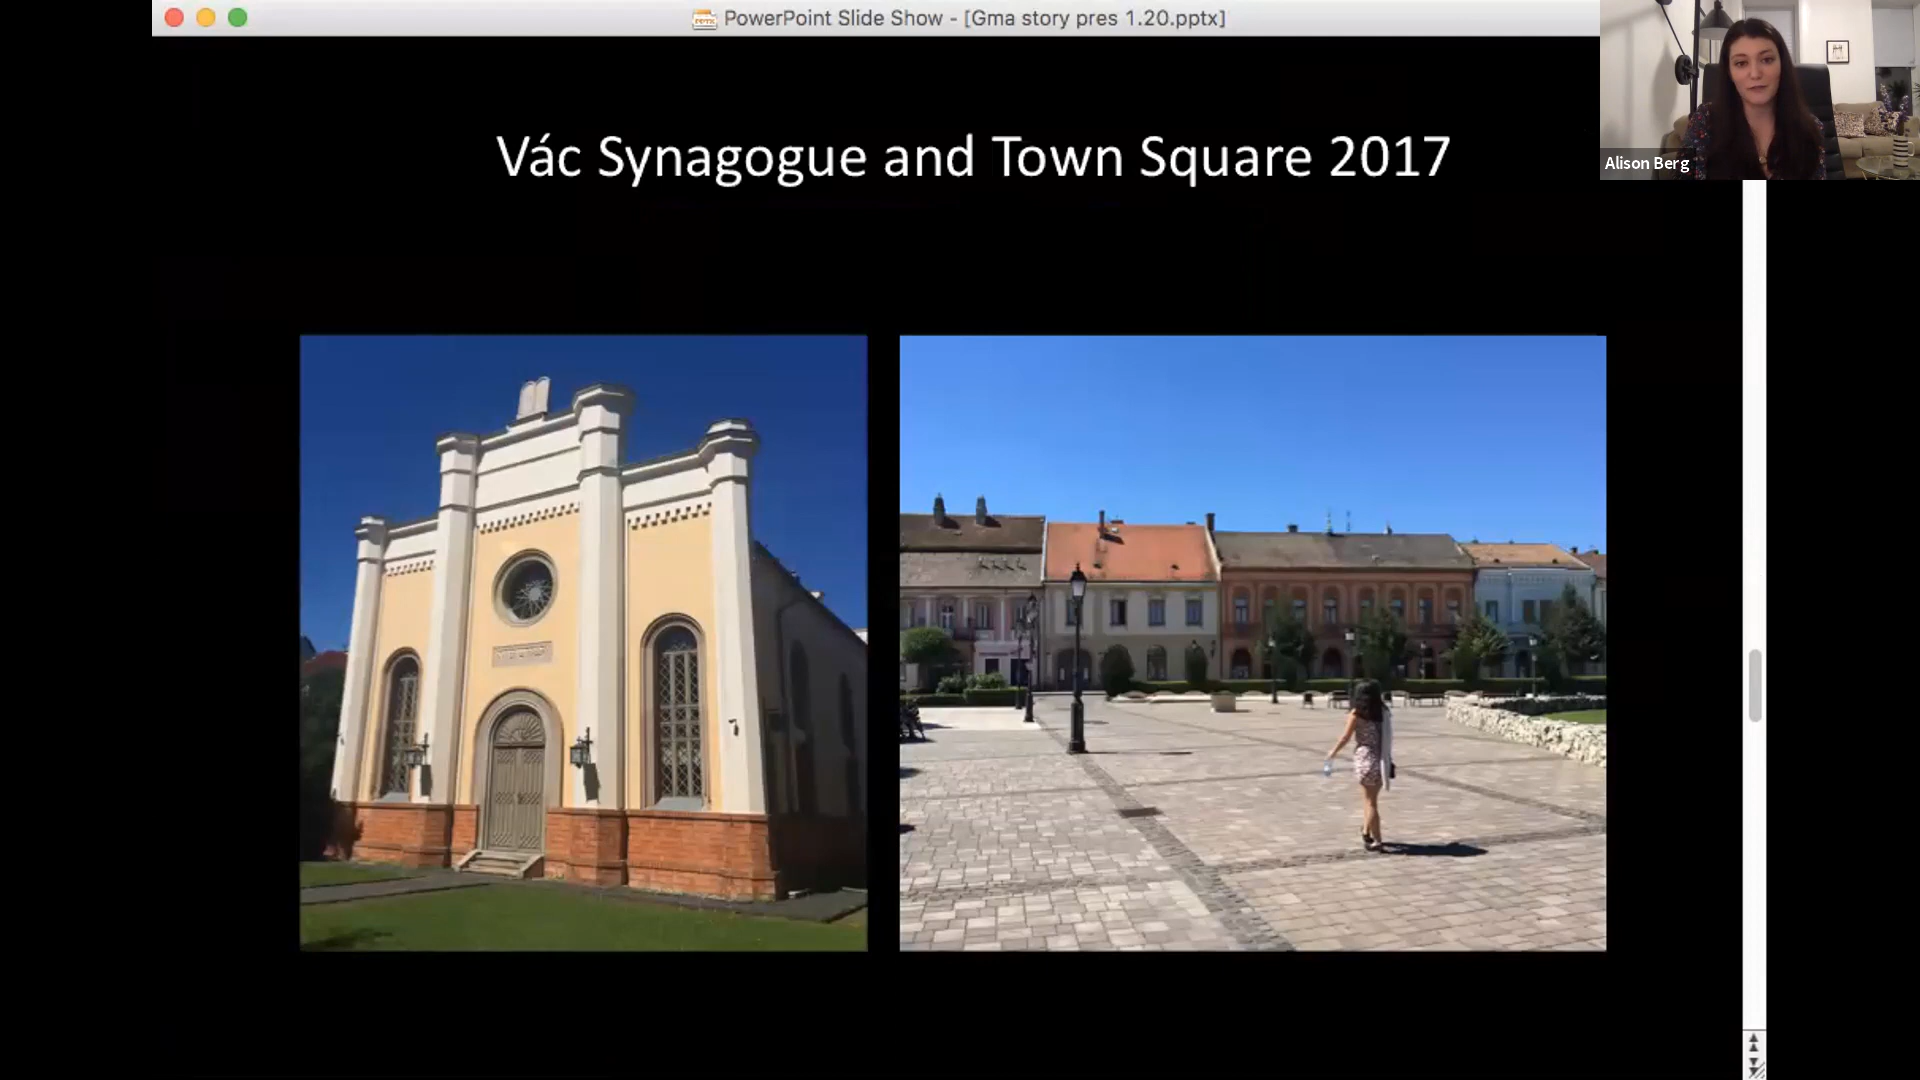 PowerPoint Slide Show - [Gma story pres 1.20.pptx]
Alison Berg
Vác Synagogue and Town Square 2017